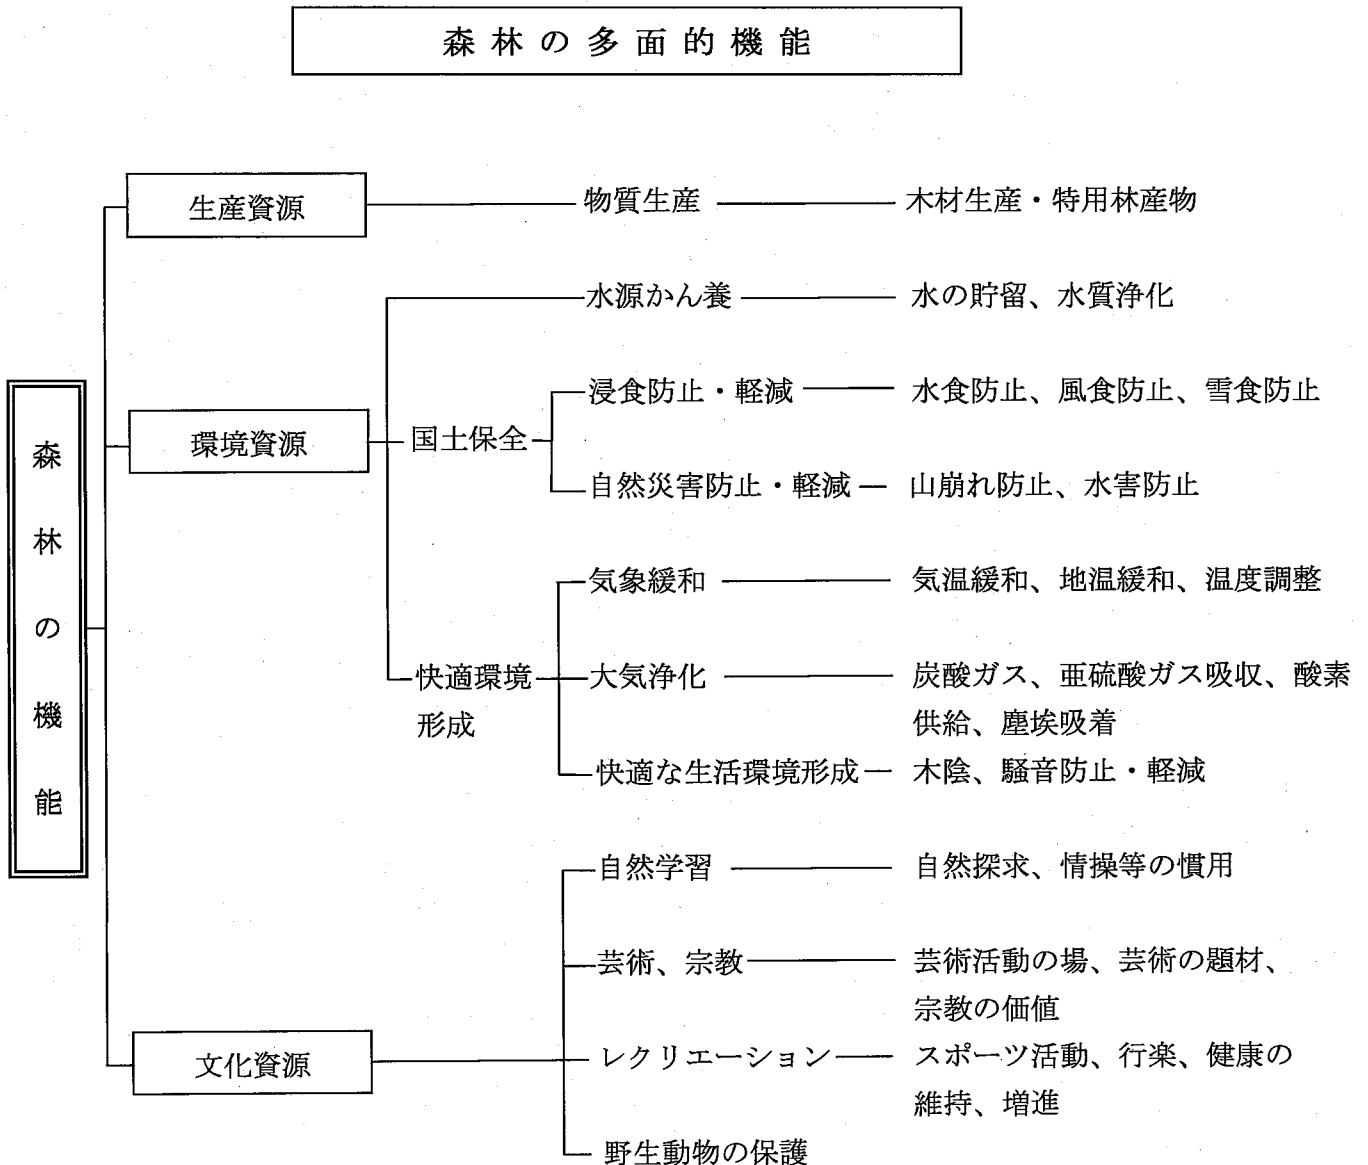 森林の多面的機能
森林の機能
生産資源
物質生産
木材生産・特用林産物
環境資源
水源かん養
水の貯留、水質浄化
国土保全
浸食防止・軽減
水食防止、風食防止、雪食防止
自然災害防止・軽減
山崩れ防止、水害防止
快適環境
形成
気象緩和
気温緩和、地温緩和、温度調整
大気浄化
炭酸ガス、亜硫酸ガス吸収、酸素
供給、塵埃吸着
快適な生活環境形成
木陰、騒音防止・軽減
文化資源
自然学習
自然探求、情操等の慣用
芸術、宗教
芸術活動の場、芸術の題材、
宗教の価値
レクリエーション
スポーツ活動、行楽、健康の
維持、増進
野生動物の保護